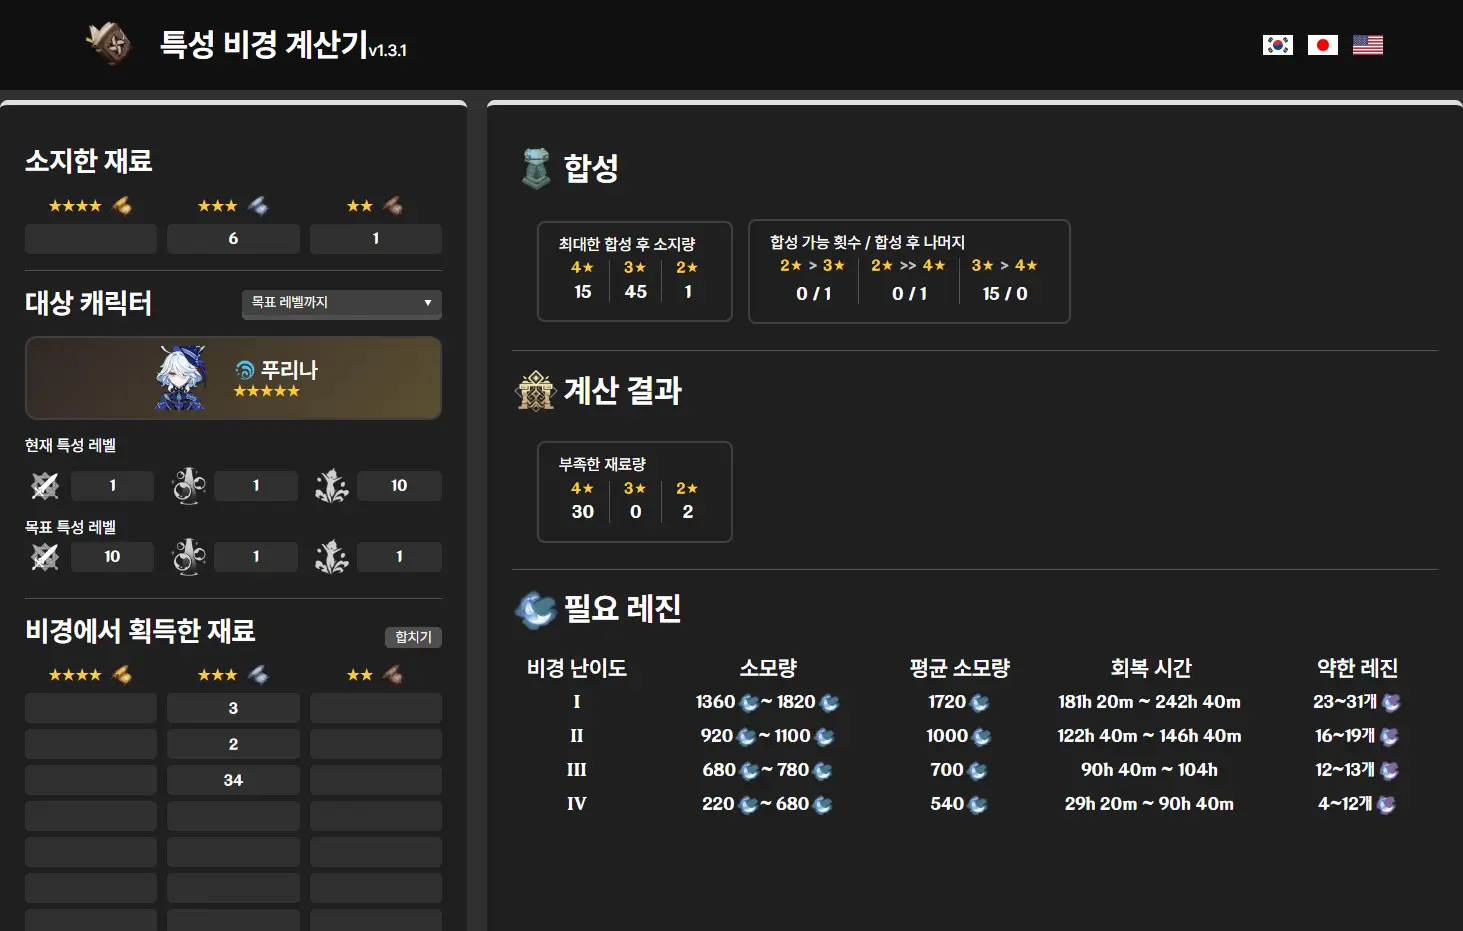 특성 비경 계산기v1.3.1
소지한 재료
★★★★ ★★★ ★★
6 1
대상 캐릭터 목표 레벨까지 ▼
푸리나
★★★★★
현재 특성 레벨
1 1 10
목표 특성 레벨
10 1 1
비경에서 획득한 재료 합치기
★★★★ ★★★ ★★
3
2
34
합성
최대한 합성 후 소지량
4★ 3★ 2★
15 45 1
합성 가능 횟수 / 합성 후 나머지
2★ > 3★ 2★ >> 4★ 3★ > 4★
0 / 1 0 / 1 15 / 0
계산 결과
부족한 재료량
4★ 3★ 2★
30 0 2
필요 레진
비경 난이도 소모량 평균 소모량 회복 시간 약한 레진
I 1360 ~ 1820 1720 181h 20m ~ 242h 40m 23~31개
II 920 ~ 1100 1000 122h 40m ~ 146h 40m 16~19개
III 680 ~ 780 700 90h 40m ~ 104h 12~13개
IV 220 ~ 680 540 29h 20m ~ 90h 40m 4~12개